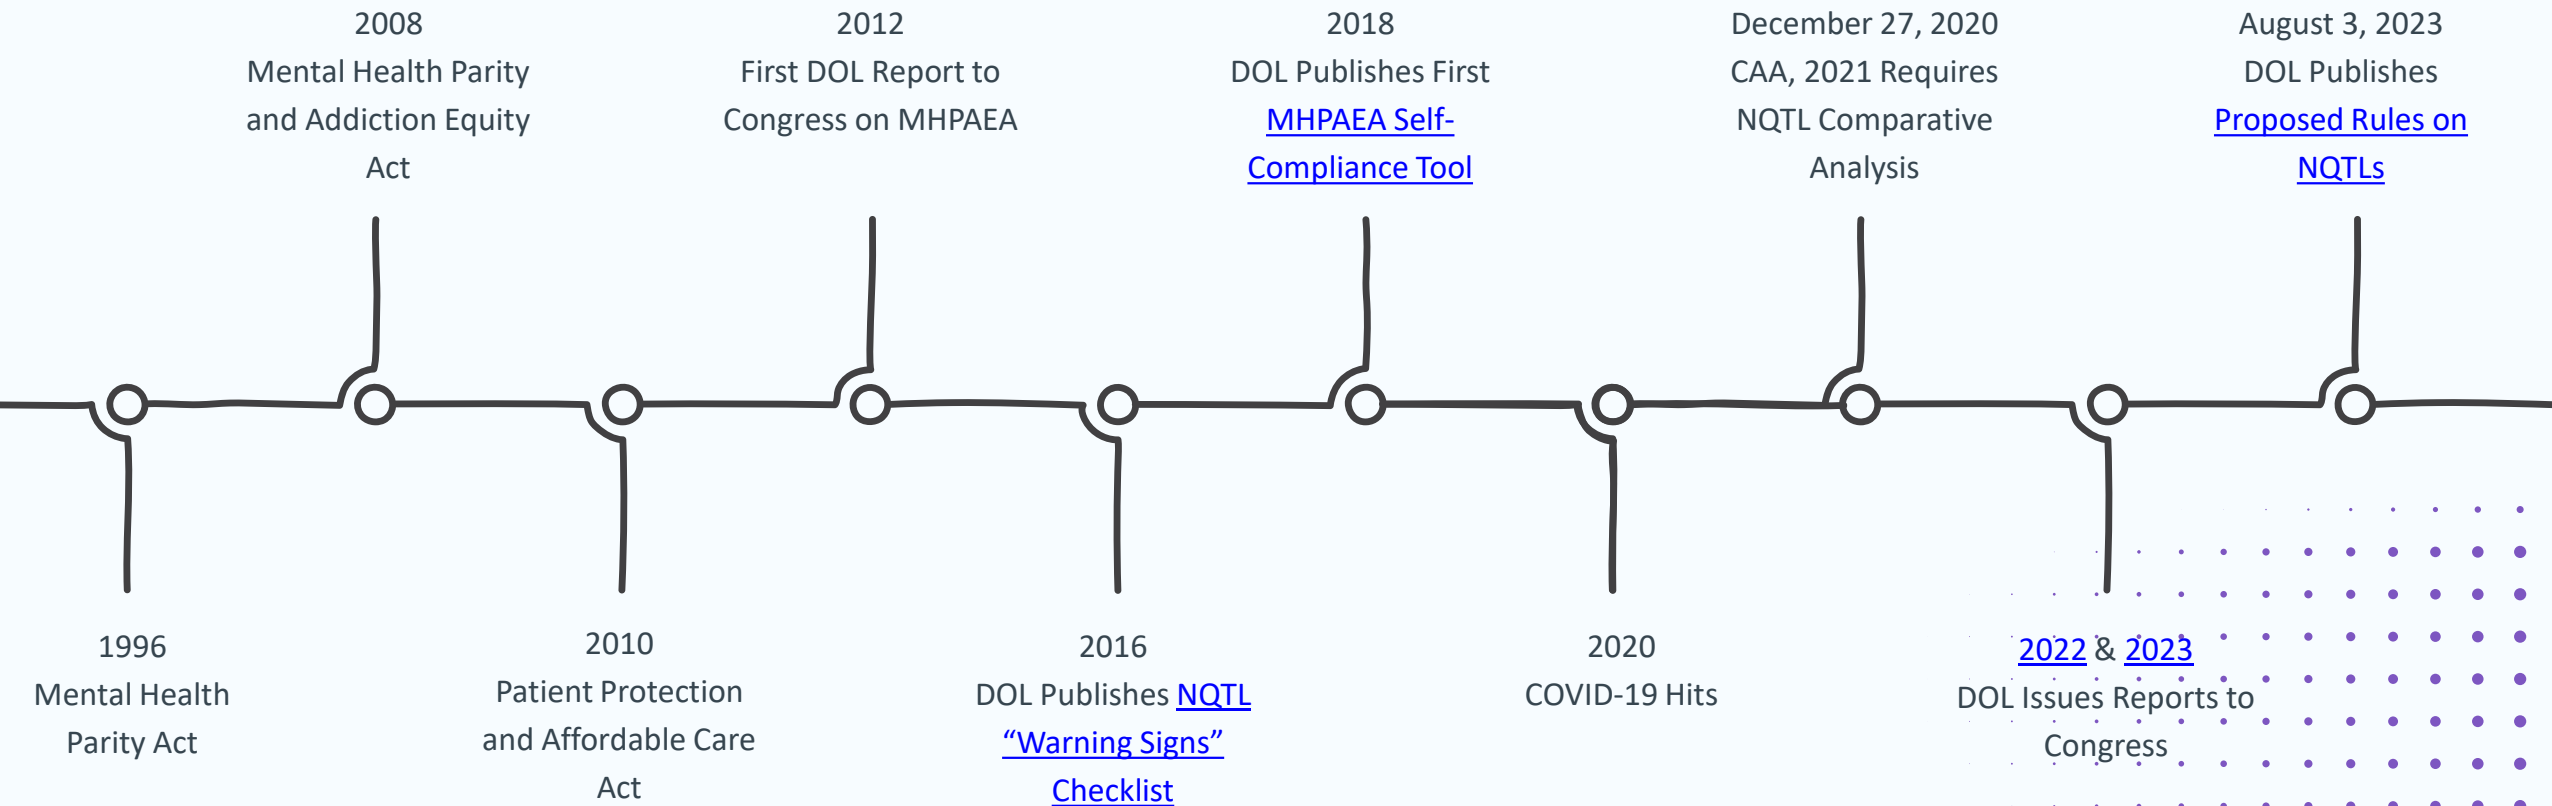 2008
Mental Health Parity
and Addiction Equity
Act
2012
First DOL Report to
Congress on MHPAEA
2018
DOL Publishes First
MHPAEA Self-
Compliance Tool
December 27, 2020
CAA, 2021 Requires
NQTL Comparative
Analysis
August 3, 2023
DOL Publishes
Proposed Rules on
NQTLs
1996
Mental Health
Parity Act
2010
Patient Protection
and Affordable Care
Act
2016
DOL Publishes NQTL
“Warning Signs”
Checklist
2020
COVID-19 Hits
2022 & 2023
DOL Issues Reports to
Congress